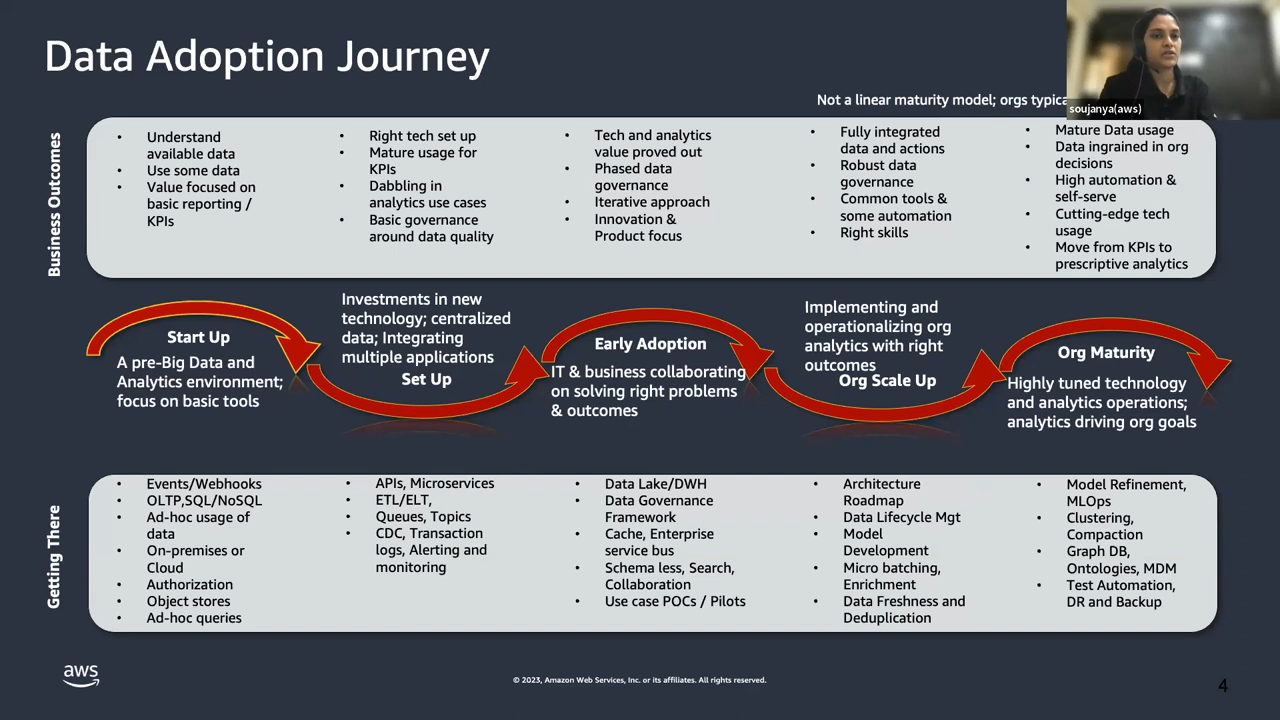 Data Adoption Journey
Not a linear maturity model; orgs
soujanya(aws)
Business Outcomes
• Understand
available data
• Use some data
• Value focused on
basic reporting /
KPIs
• Right tech set up
• Mature usage for
KPIs
• Dabbling in
analytics use cases
• Basic governance
around data quality
• Tech and analytics
value proved out
• Phased data
governance
• Iterative approach
• Innovation &
Product focus
• Fully integrated
data and actions
• Robust data
governance
• Common tools &
some automation
• Right skills
• Mature Data usage
• Data ingrained in org
decisions
• High automation &
self-serve
• Cutting-edge tech
usage
• Move from KPIs to
prescriptive analytics
Start Up
A pre-Big Data and
Analytics environment;
focus on basic tools
Investments in new
technology; centralized
data; Integrating
multiple applications
Set Up
Early Adoption
IT & business collaborating
on solving right problems
& outcomes
Implementing and
operationalizing org
analytics with right
outcomes
Org Scale Up
Org Maturity
Highly tuned technology
and analytics operations;
analytics driving org goals
Getting There
• Events/Webhooks
• OLTP,SQL/NoSQL
• Ad-hoc usage of
data
• On-premises or
Cloud
• Authorization
• Object stores
• Ad-hoc queries
• APIs, Microservices
• ETL/ELT,
• Queues, Topics
• CDC, Transaction
logs, Alerting and
monitoring
• Data Lake/DWH
• Data Governance
Framework
• Cache, Enterprise
service bus
• Schema less, Search,
Collaboration
• Use case POCs / Pilots
• Architecture
Roadmap
• Data Lifecycle Mgt
• Model
Development
• Micro batching,
Enrichment
• Data Freshness and
Deduplication
• Model Refinement,
MLOps
• Clustering,
Compaction
• Graph DB,
Ontologies, MDM
• Test Automation,
DR and Backup
aws
© 2023, Amazon Web Services, Inc. or its affiliates. All rights reserved.
4